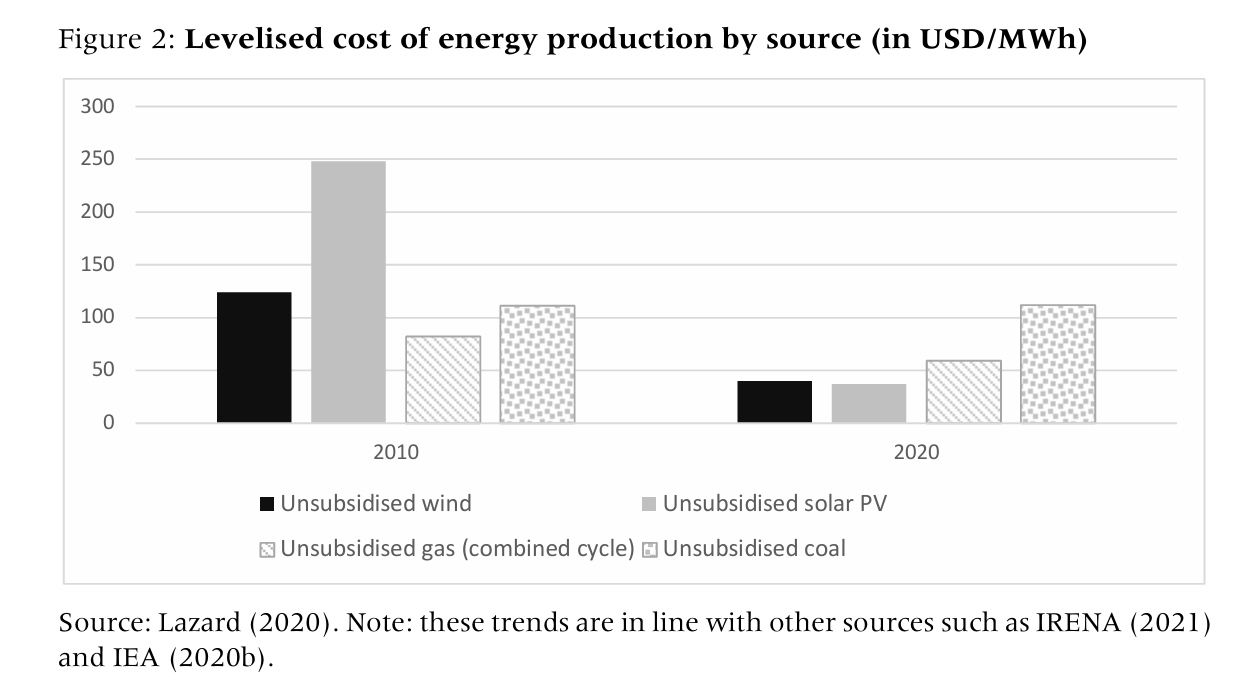 Figure 2: Levelised cost of energy production by source (in USD/MWh)
300
250
200
150
100
50
0
2010 2020
Unsubsidised wind Unsubsidised solar PV
Unsubsidised gas (combined cycle) Unsubsidised coal
Source: Lazard (2020). Note: these trends are in line with other sources such as IRENA (2021)
and IEA (2020b).